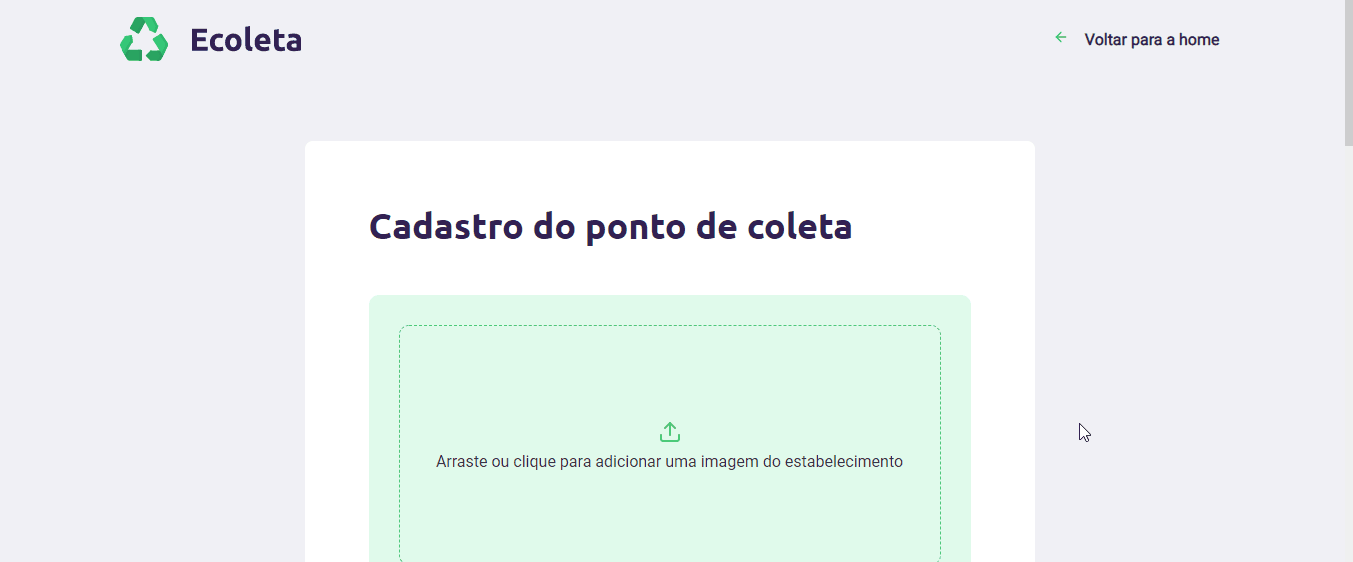 Ecoleta
Voltar para a home
Cadastro do ponto de coleta
Arraste ou clique para adicionar uma imagem do estabelecimento